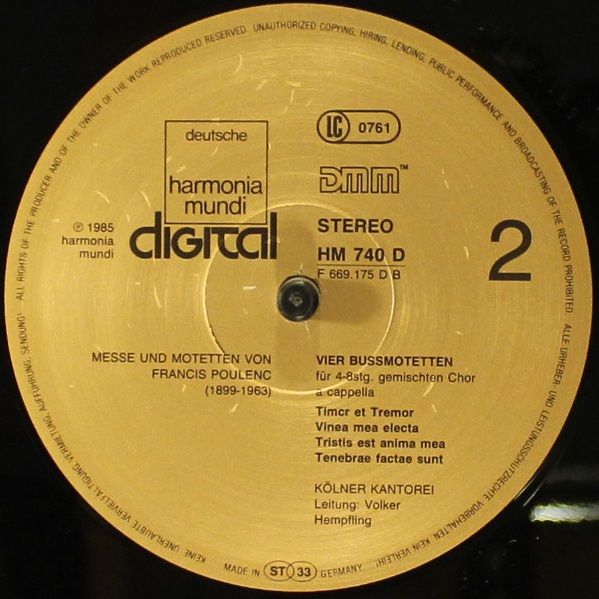 ALL RIGHTS OF THE PRODUCER AND OF THE OWNER OF THE WORK REPRODUCED RESERVED. UNAUTHORIZED COPYING, HIRING, LENDING, PUBLIC PERFORMANCE AND BROADCASTING OF THE RECORD PROHIBITED.
ALLE URHEBER- UND LEISTUNGSSCHUTZRECHTE VORBEHALTEN. KEIN VERLEIH! KEINE UNERLAUBTE VERVIELFÄLTIGUNG, VERMIETUNG, AUFFÜHRUNG, SENDUNG!
deutsche
harmonia
mundi
digital
℗ 1985
harmonia
mundi
LC 0761
DMM™
STEREO
HM 740 D
F 669.175 D B
2
MESSE UND MOTETTEN VON
FRANCIS POULENC
(1899-1963)
VIER BUSSMOTETTEN
für 4-8stg. gemischten Chor
a cappella
Timcr et Tremor
Vinea mea electa
Tristis est anima mea
Tenebrae factae sunt
KÖLNER KANTOREI
Leitung: Volker
Hempfling
MADE IN ST 33 GERMANY.